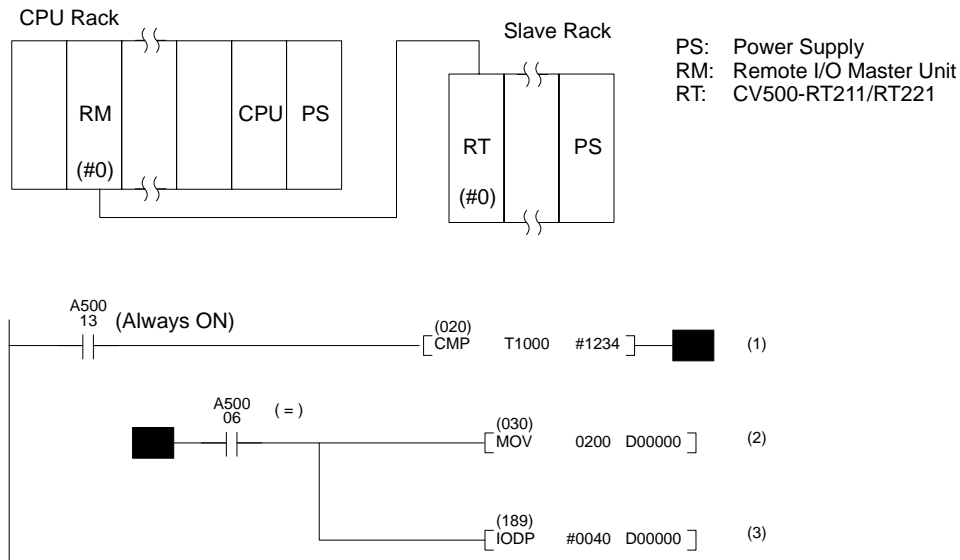 CPU Rack
RM
(#0)
CPU
PS
Slave Rack
RT
(#0)
PS
PS: Power Supply
RM: Remote I/O Master Unit
RT: CV500-RT211/RT221
A500
13
(Always ON)
(020)
CMP T1000 #1234
(1)
A500
06
( = )
(030)
MOV 0200 D00000
(2)
(189)
IODP #0040 D00000
(3)